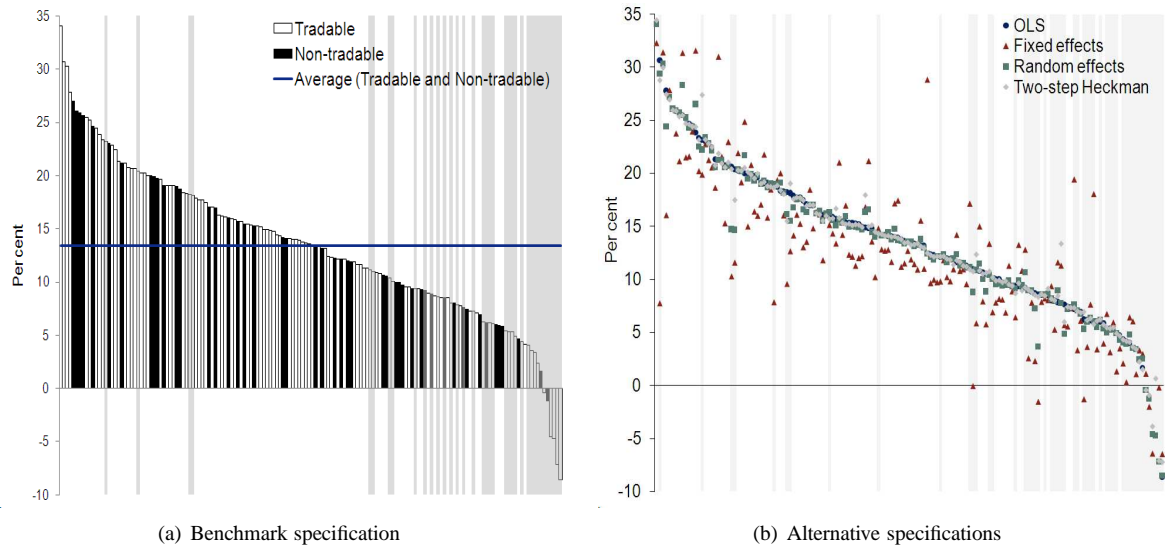 Tradable
Non-tradable
Average (Tradable and Non-tradable)
35
30
25
20
15
10
5
0
-5
-10
Per cent
(a) Benchmark specification
OLS
Fixed effects
Random effects
Two-step Heckman
35
30
25
20
15
10
5
0
-5
-10
Per cent
(b) Alternative specifications